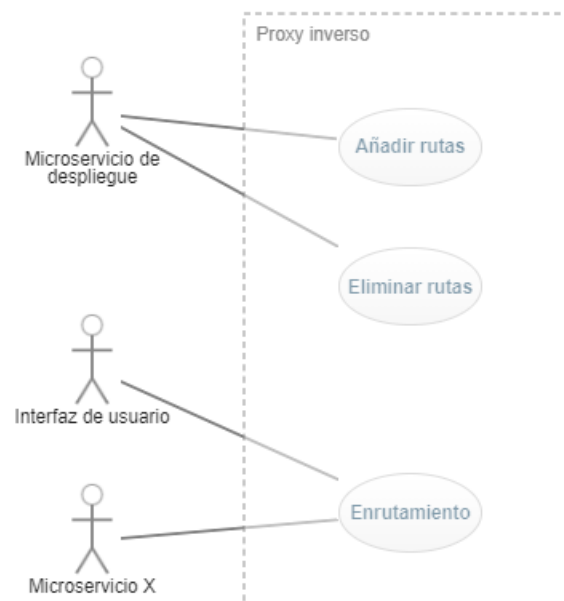 Proxy inverso
Añadir rutas
Microservicio de
despliegue
Eliminar rutas
Interfaz de usuario
Enrutamiento
Microservicio X